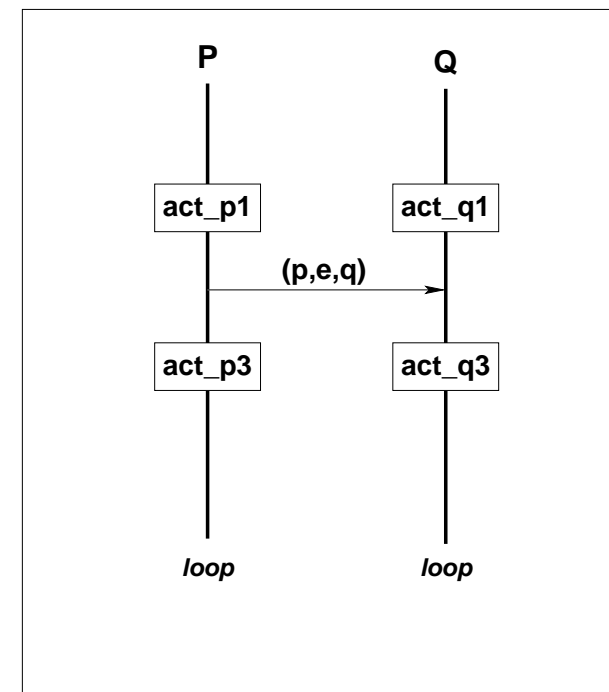 P Q
act_p1 act_q1
(p,e,q)
act_p3 act_q3
loop loop